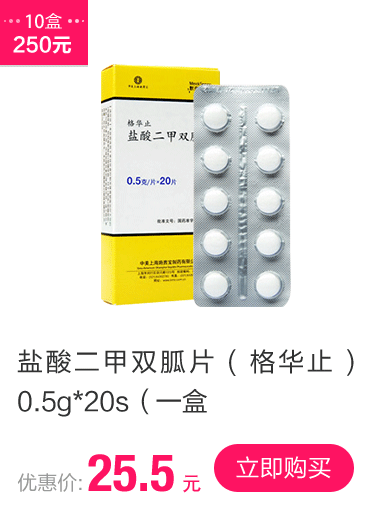 10盒
250元
格华止
盐酸二甲双胍
0.5克/片×20片
中美上海施贵宝制药有限公
盐酸二甲双胍片（格华止）
0.5g*20s（一盒
优惠价: 25.5 元
立即购买